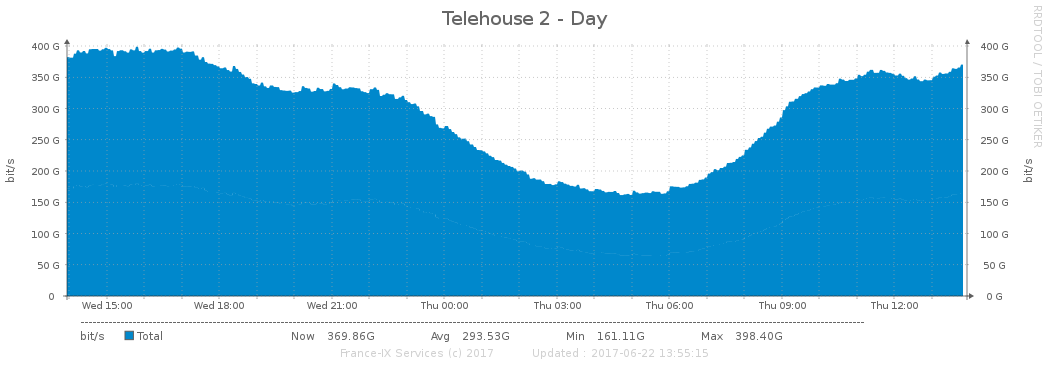 Telehouse 2 - Day
RRDTOOL / TOBI OETIKER
bit/s
400 G
350 G
300 G
250 G
200 G
150 G
100 G
50 G
0
400 G
350 G
300 G
250 G
200 G
150 G
100 G
50 G
0 G
bit/s
Wed 15:00 Wed 18:00 Wed 21:00 Thu 00:00 Thu 03:00 Thu 06:00 Thu 09:00 Thu 12:00
bit/s Total Now 369.86G Avg 293.53G Min 161.11G Max 398.40G
France-IX Services (c) 2017 Updated : 2017-06-22 13:55:15